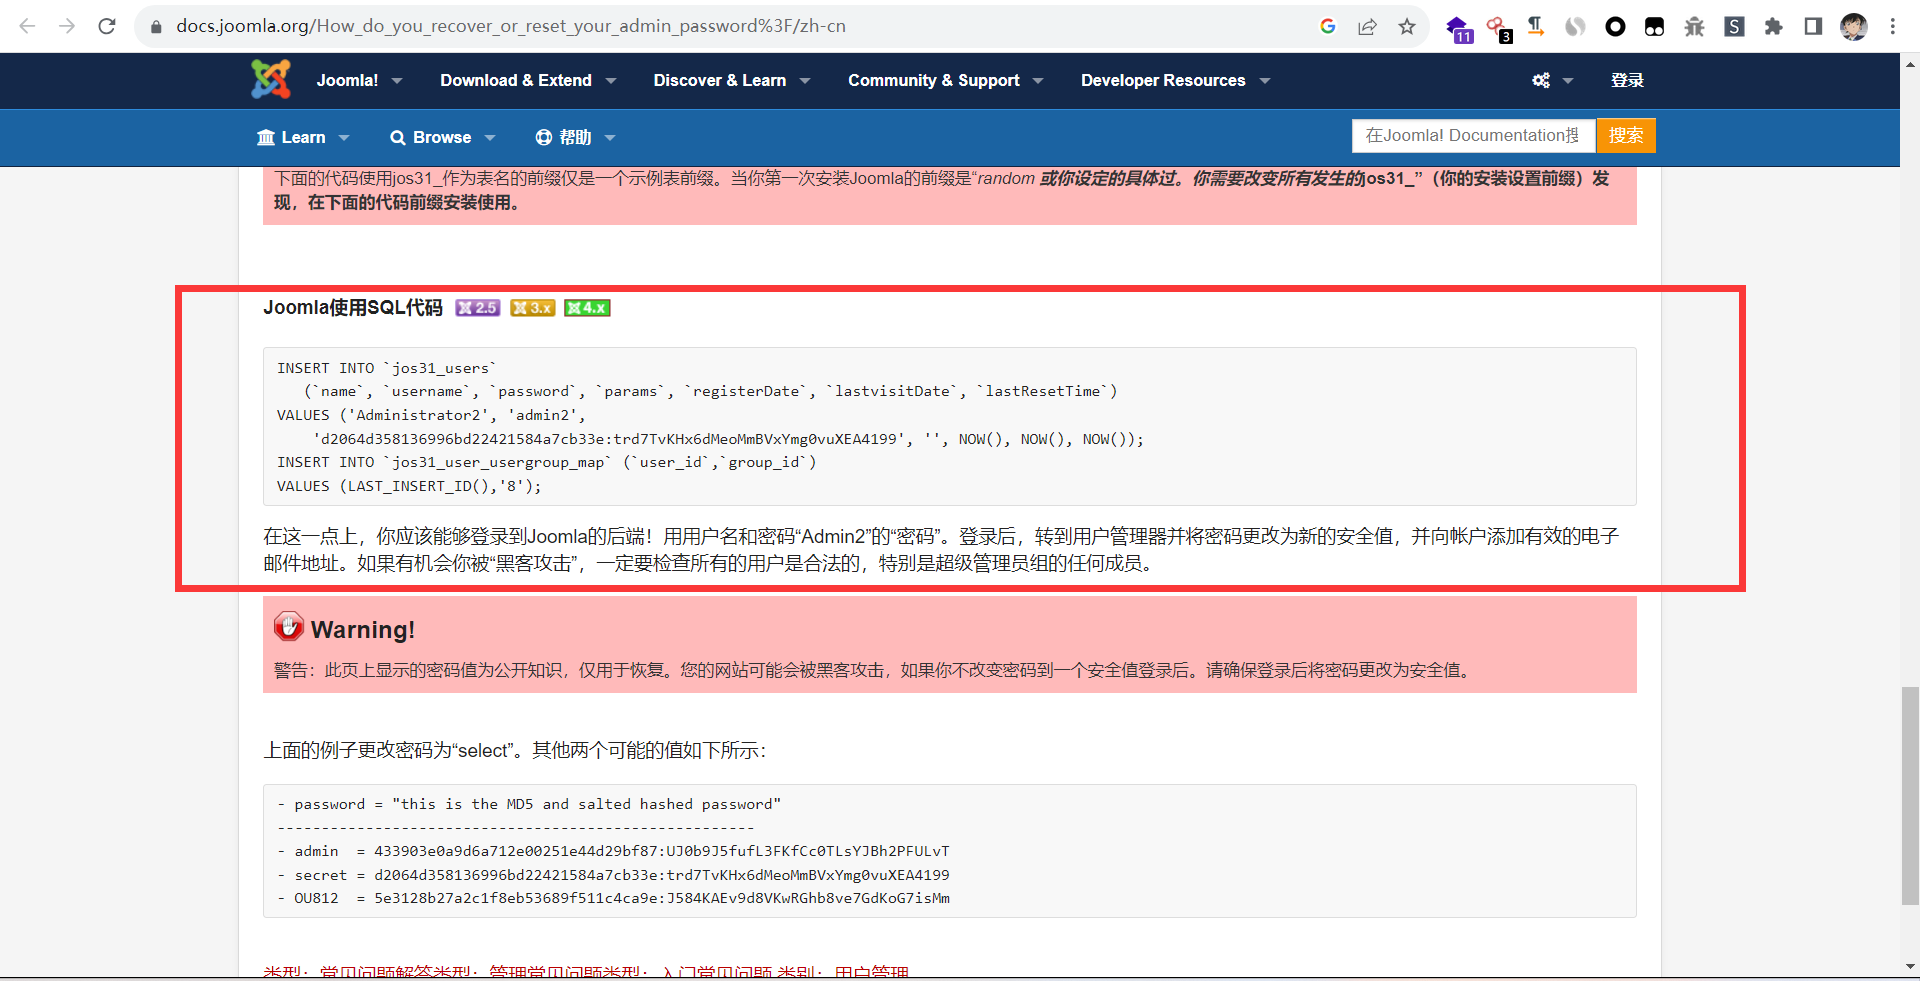 docs.joomla.org/How_do_you_recover_or_reset_your_admin_password%3F/zh-cn
11
3
S
Joomla!
Download & Extend
Discover & Learn
Community & Support
Developer Resources
登录
Learn
Browse
帮助
在Joomla! Documentation搜
搜索
下面的代码使用jos31_作为表名的前缀仅是一个示例表前缀。当你第一次安装Joomla的前缀是“random 或你设定的具体过。你需要改变所有发生的jos31_”（你的安装设置前缀）发
现，在下面的代码前缀安装使用。
Joomla使用SQL代码 2.5 3.x 4.x
INSERT INTO `jos31_users`
(`name`, `username`, `password`, `params`, `registerDate`, `lastvisitDate`, `lastResetTime`)
VALUES ('Administrator2', 'admin2',
'd2064d358136996bd22421584a7cb33e:trd7TvKHx6dMeoMmBVxYmg0vuXEA4199', '', NOW(), NOW(), NOW());
INSERT INTO `jos31_user_usergroup_map` (`user_id`,`group_id`)
VALUES (LAST_INSERT_ID(),'8');
在这一点上，你应该能够登录到Joomla的后端！用用户名和密码“Admin2”的“密码”。登录后，转到用户管理器并将密码更改为新的安全值，并向帐户添加有效的电子
邮件地址。如果有机会你被“黑客攻击”，一定要检查所有的用户是合法的，特别是超级管理员组的任何成员。
Warning!
警告：此页上显示的密码值为公开知识，仅用于恢复。您的网站可能会被黑客攻击，如果你不改变密码到一个安全值登录后。请确保登录后将密码更改为安全值。
上面的例子更改密码为“select”。其他两个可能的值如下所示：
- password = "this is the MD5 and salted hashed password"
------------------------------------------------------
- admin  = 433903e0a9d6a712e00251e44d29bf87:UJ0b9J5fufL3FKfCc0TLsYJBh2PFULvT
- secret = d2064d358136996bd22421584a7cb33e:trd7TvKHx6dMeoMmBVxYmg0vuXEA4199
- OU812  = 5e3128b27a2c1f8eb53689f511c4ca9e:J584KAEv9d8VKwRGhb8ve7GdKoG7isMm
类型：常见问题解答类型：管理常见问题类型：入门常见问题 类别：用户管理